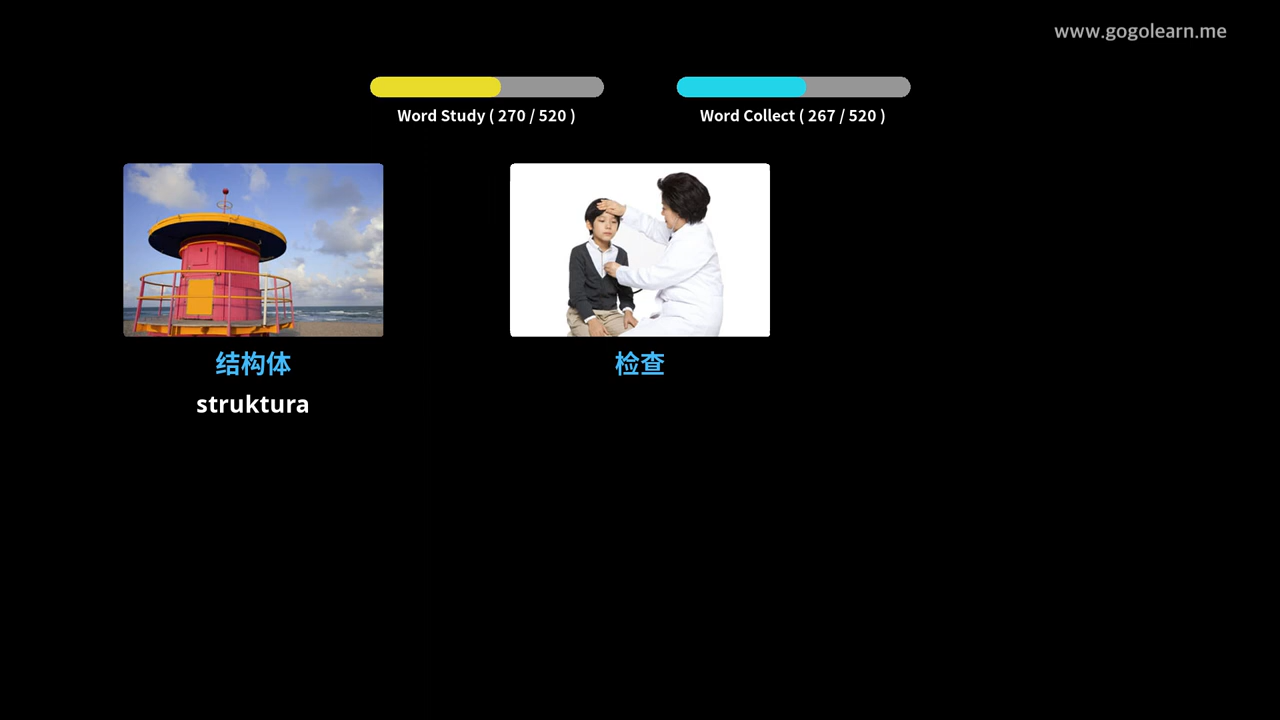 www.gogolearn.me
Word Study ( 270 / 520 )
Word Collect ( 267 / 520 )
结构体
检查
struktura